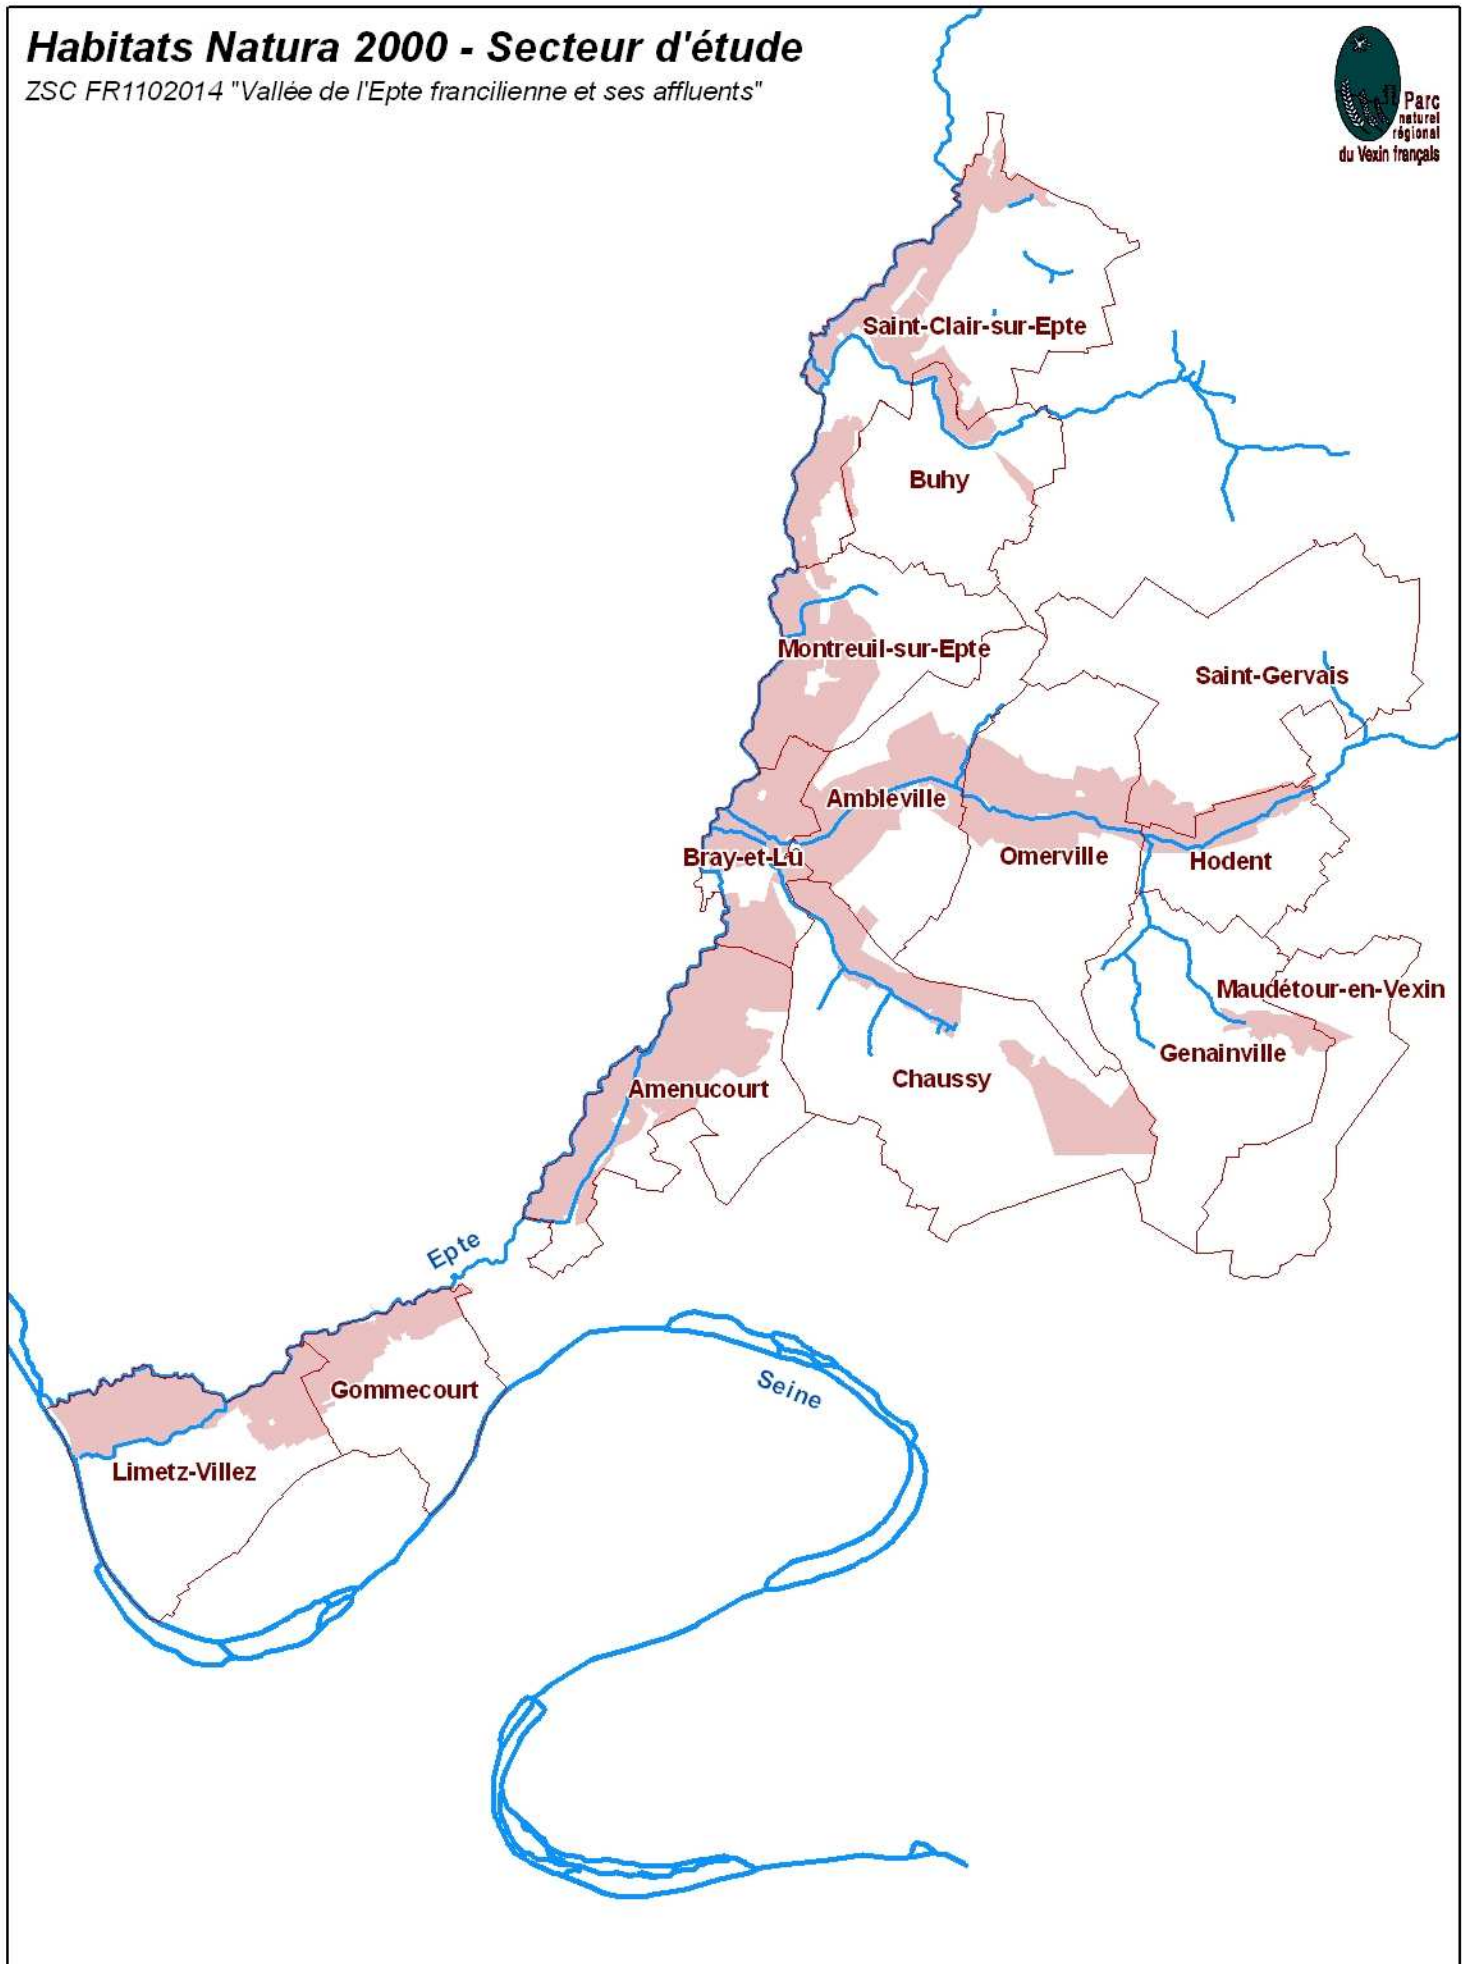 Habitats Natura 2000 - Secteur d'étude
ZSC FR1102014 "Vallée de l'Epte francilienne et ses affluents"
Parc
naturel
régional
du Vexin français
Saint-Clair-sur-Epte
Buhy
Montreuil-sur-Epte
Saint-Gervais
Ambleville
Bray-et-Lû
Omerville
Hodent
Maudétour-en-Vexin
Genainville
Chaussy
Amenucourt
Epte
Gommecourt
Seine
Limetz-Villez